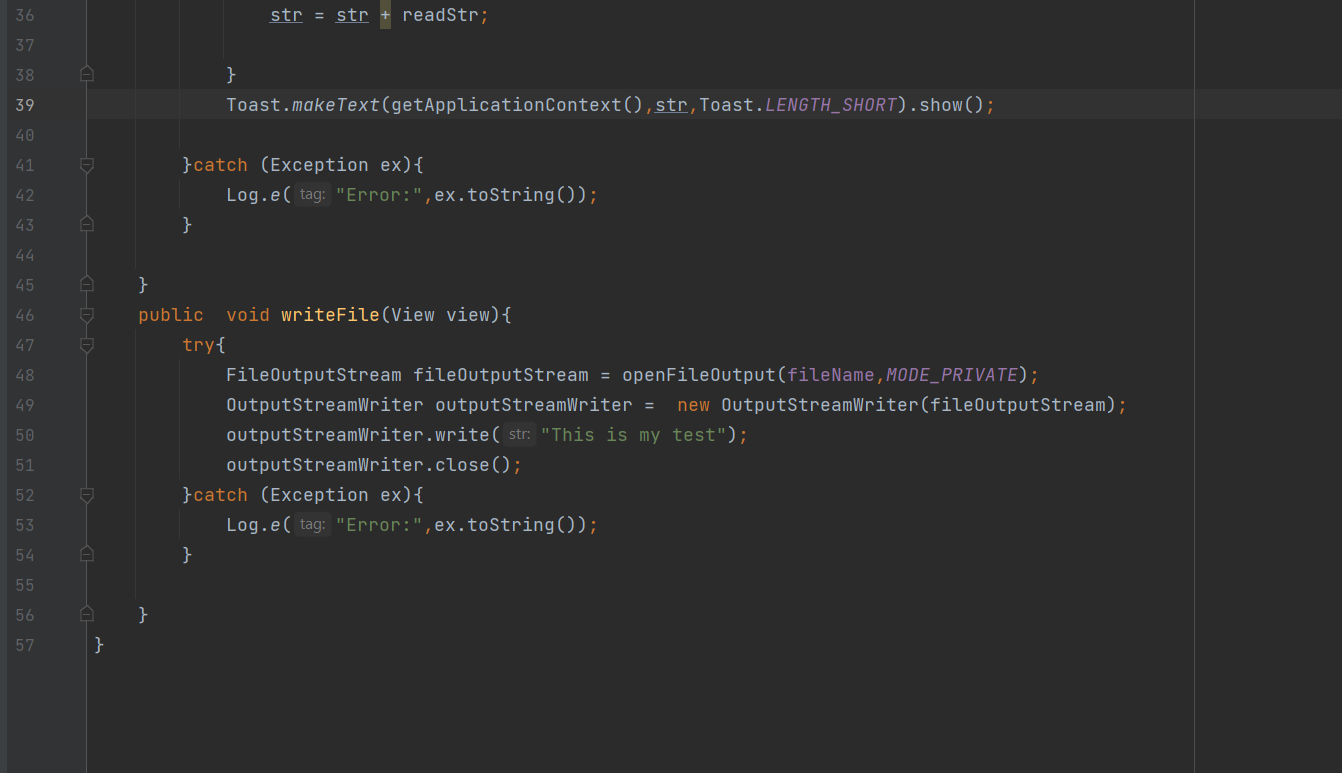 36 str = str + readStr;
37
38 }
39 Toast.makeText(getApplicationContext(),str,Toast.LENGTH_SHORT).show();
40
41 }catch (Exception ex){
42 Log.e( tag: "Error:",ex.toString());
43 }
44
45 }
46 public  void writeFile(View view){
47 try{
48 FileOutputStream fileOutputStream = openFileOutput(fileName,MODE_PRIVATE);
49 OutputStreamWriter outputStreamWriter =  new OutputStreamWriter(fileOutputStream);
50 outputStreamWriter.write( str: "This is my test");
51 outputStreamWriter.close();
52 }catch (Exception ex){
53 Log.e( tag: "Error:",ex.toString());
54 }
55
56 }
57 }